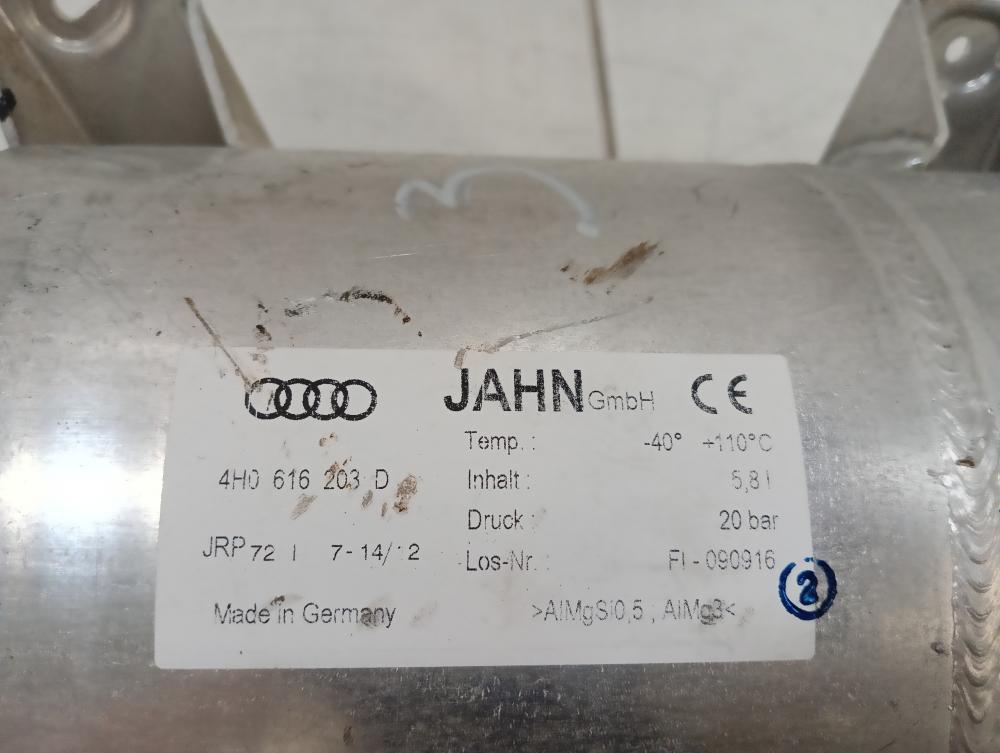 3
JAHN GmbH CE
Temp. : -40° +110°C
4H0 616 203 D
Inhalt : 5,8 l
Druck : 20 bar
JRP 72 I 7-14/12
Los-Nr. : FI - 090916
2
Made in Germany >AlMgSi0,5 ; AlMg3<